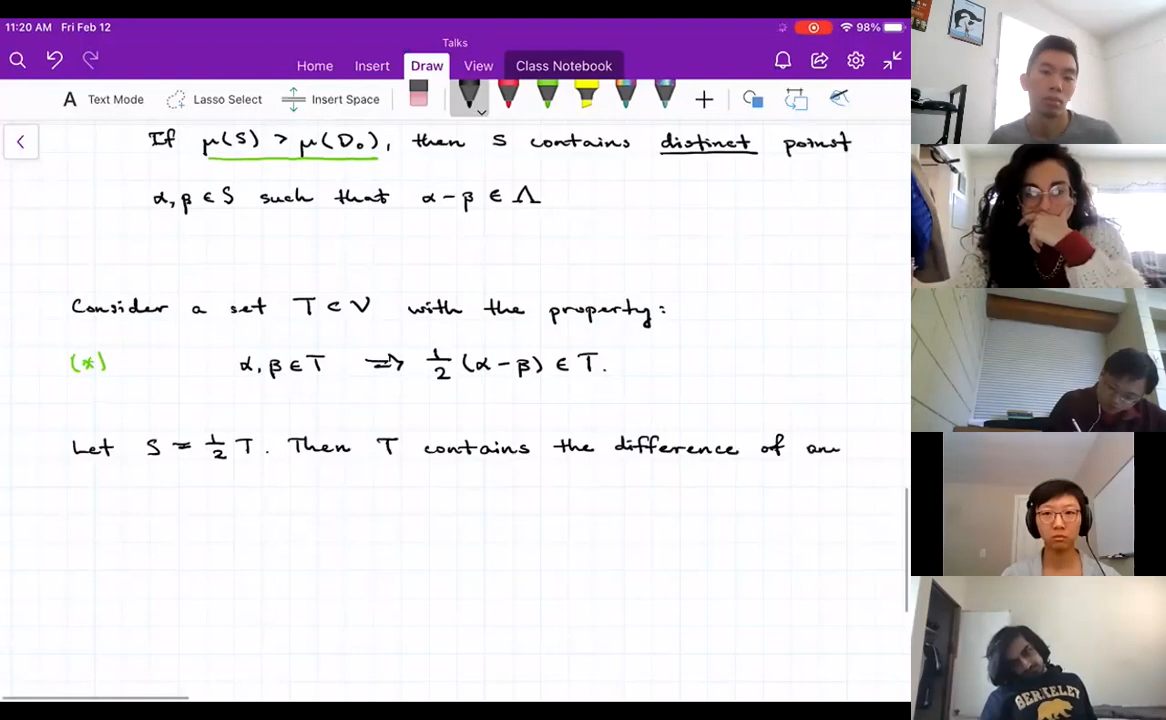 11:20 AM Fri Feb 12
98%
Talks
Home Insert Draw View Class Notebook
A Text Mode Lasso Select Insert Space
If μ(S) > μ(D₀), then S contains distinct poinst
α, β ∈ S such that α - β ∈ Λ
Consider a set T ⊂ V with the property:
(*) α, β ∈ T ⇒ 1/2 (α - β) ∈ T.
Let S = 1/2 T. Then T contains the difference of an
BERKELEY